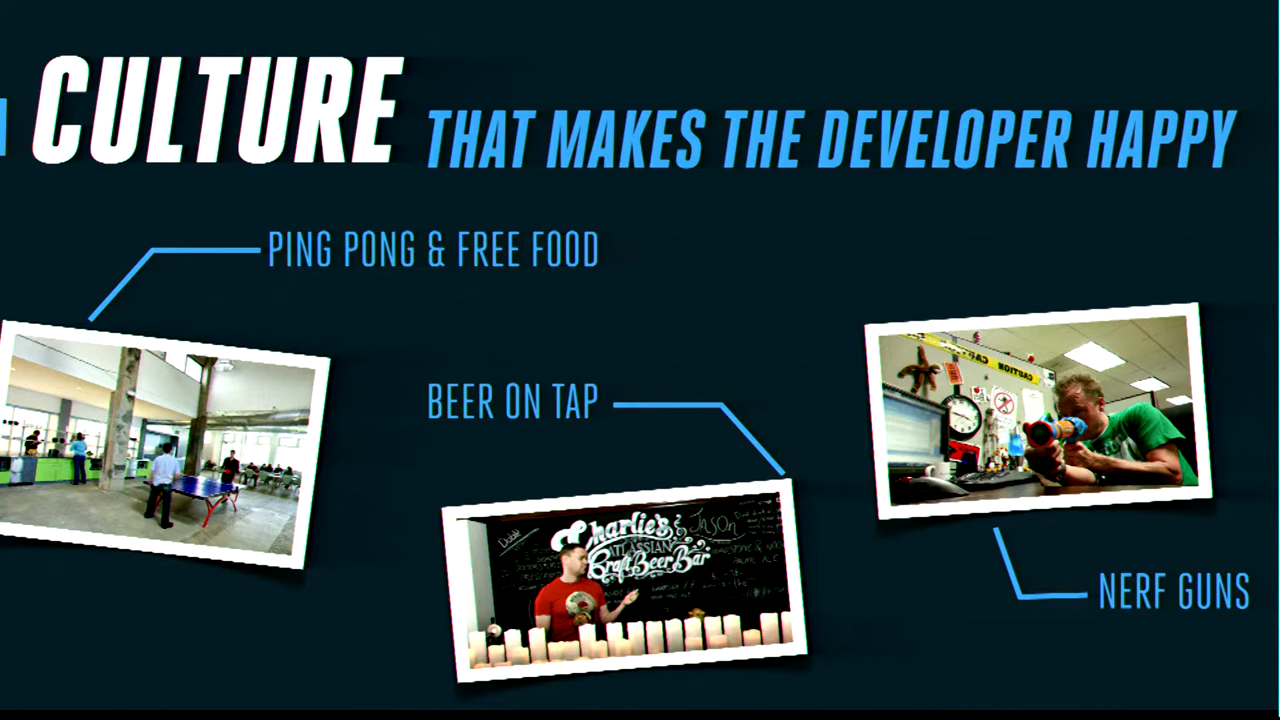 CULTURE THAT MAKES THE DEVELOPER HAPPY
PING PONG & FREE FOOD
BEER ON TAP
NERF GUNS
CAUTION
Charlie's & JASON
ATLASSIAN
Craft Beer Bar